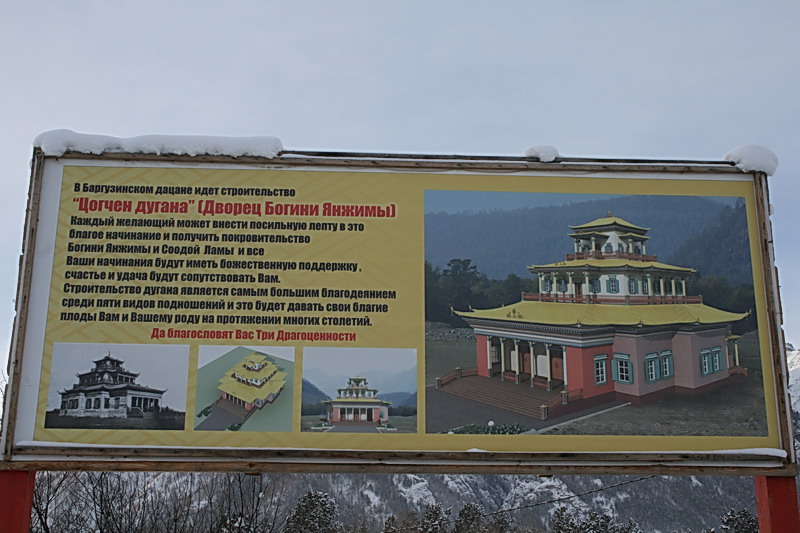 В Баргузинском дацане идет строительство
“Цогчен дугана” (Дворец Богини Янжимы)
Каждый желающий может внести посильную лепту в это
благое начинание и получить покровительство
Богини Янжимы и Соодой Ламы и все
Ваши начинания будут иметь божественную поддержку ,
счастье и удача будут сопутствовать Вам.
Строительство дугана является самым большим благодеянием
среди пяти видов подношений и это будет давать свои благие
плоды Вам и Вашему роду на протяжении многих столетий.
Да благословят Вас Три Драгоценности